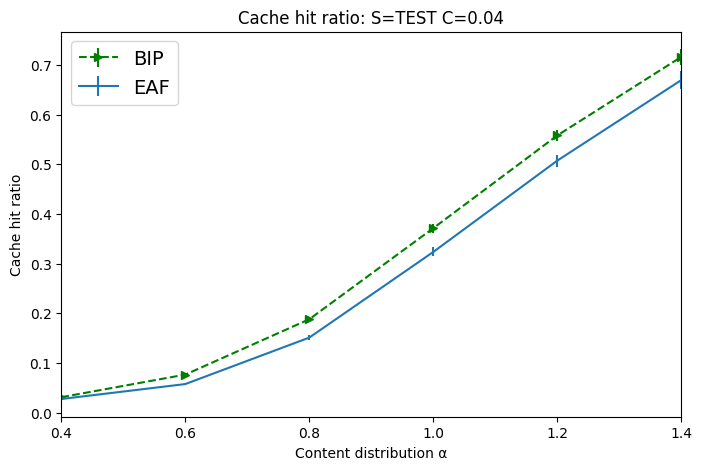 Cache hit ratio: S=TEST C=0.04
BIP
EAF
Cache hit ratio
0.7
0.6
0.5
0.4
0.3
0.2
0.1
0.0
0.4 0.6 0.8 1.0 1.2 1.4
Content distribution α